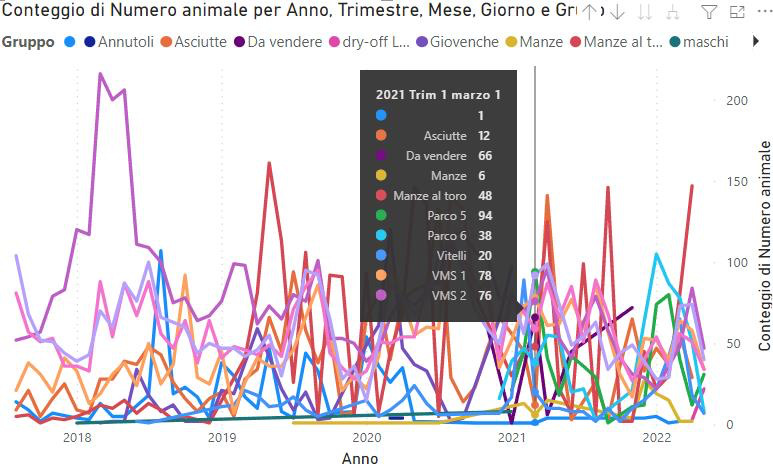 Conteggio di Numero animale per Anno, Trimestre, Mese, Giorno e Gru
Gruppo Annutoli Asciutte Da vendere dry-off L... Giovenche Manze Manze al t... maschi
2021 Trim 1 marzo 1
1
Asciutte 12
Da vendere 66
Manze 6
Manze al toro 48
Parco 5 94
Parco 6 38
Vitelli 20
VMS 1 78
VMS 2 76
200
150
100
50
0
Conteggio di Numero animale
2018 2019 2020 2021 2022
Anno